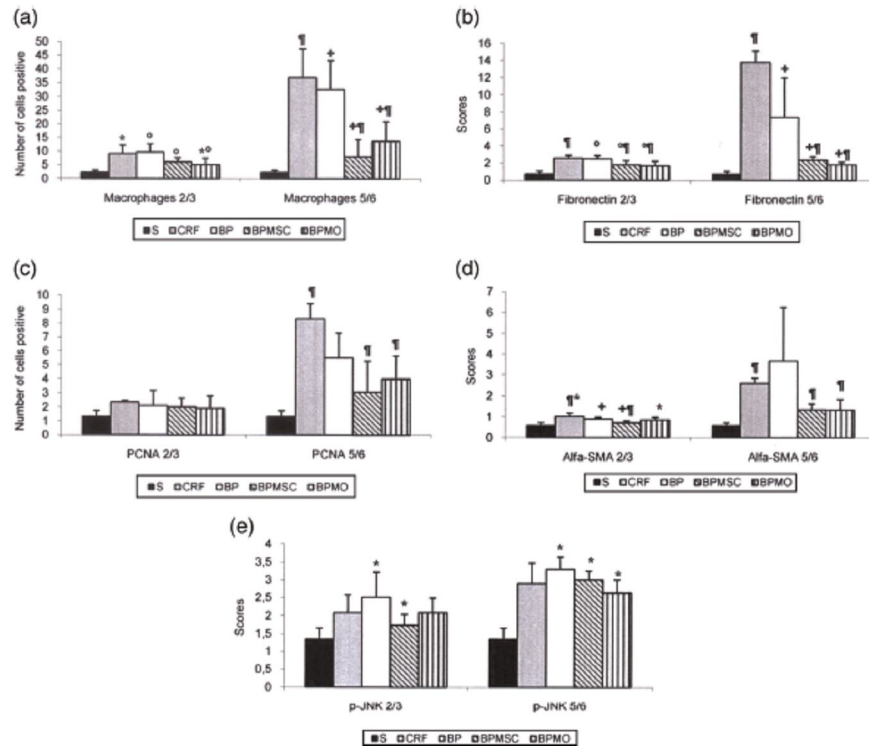 (a)
Number of cells positive
50
45
40
35
30
25
20
15
10
5
0
* ° ° *° ¶ + +¶ +¶
Macrophages 2/3 Macrophages 5/6
S CRF BP BPMSC BPMO
(b)
Scores
16
14
12
10
8
6
4
2
0
¶ ° °¶ °¶ ¶ + +¶ +¶
Fibronectin 2/3 Fibronectin 5/6
S CRF BP BPMSC BPMO
(c)
Number of cells positive
10
9
8
7
6
5
4
3
2
1
0
¶ ¶ ¶
PCNA 2/3 PCNA 5/6
S CRF BP BPMSC BPMO
(d)
Scores
7
6
5
4
3
2
1
0
¶* + +¶ * ¶ ¶ ¶
Alfa-SMA 2/3 Alfa-SMA 5/6
S CRF BP BPMSC BPMO
(e)
Scores
4
3,5
3
2,5
2
1,5
1
0,5
0
* * * * *
p-JNK 2/3 p-JNK 5/6
S CRF BP BPMSC BPMO